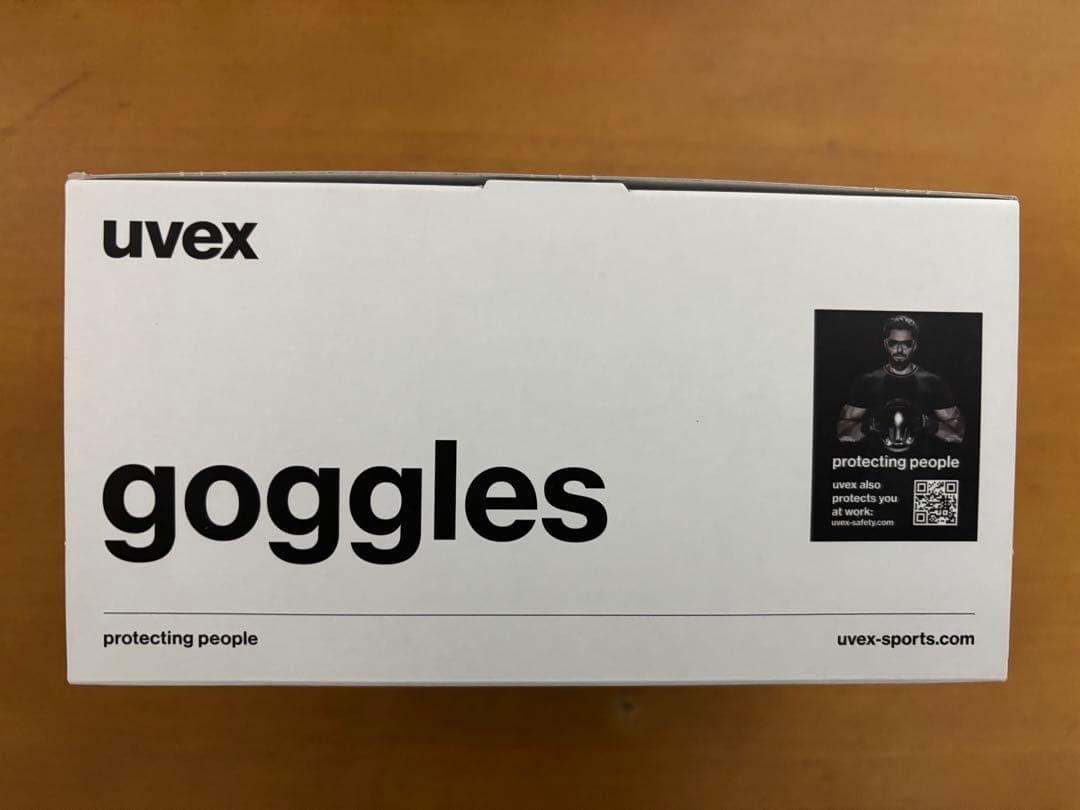 uvex
goggles
protecting people
uvex also
protects you
at work:
uvex-safety.com
protecting people
uvex-sports.com